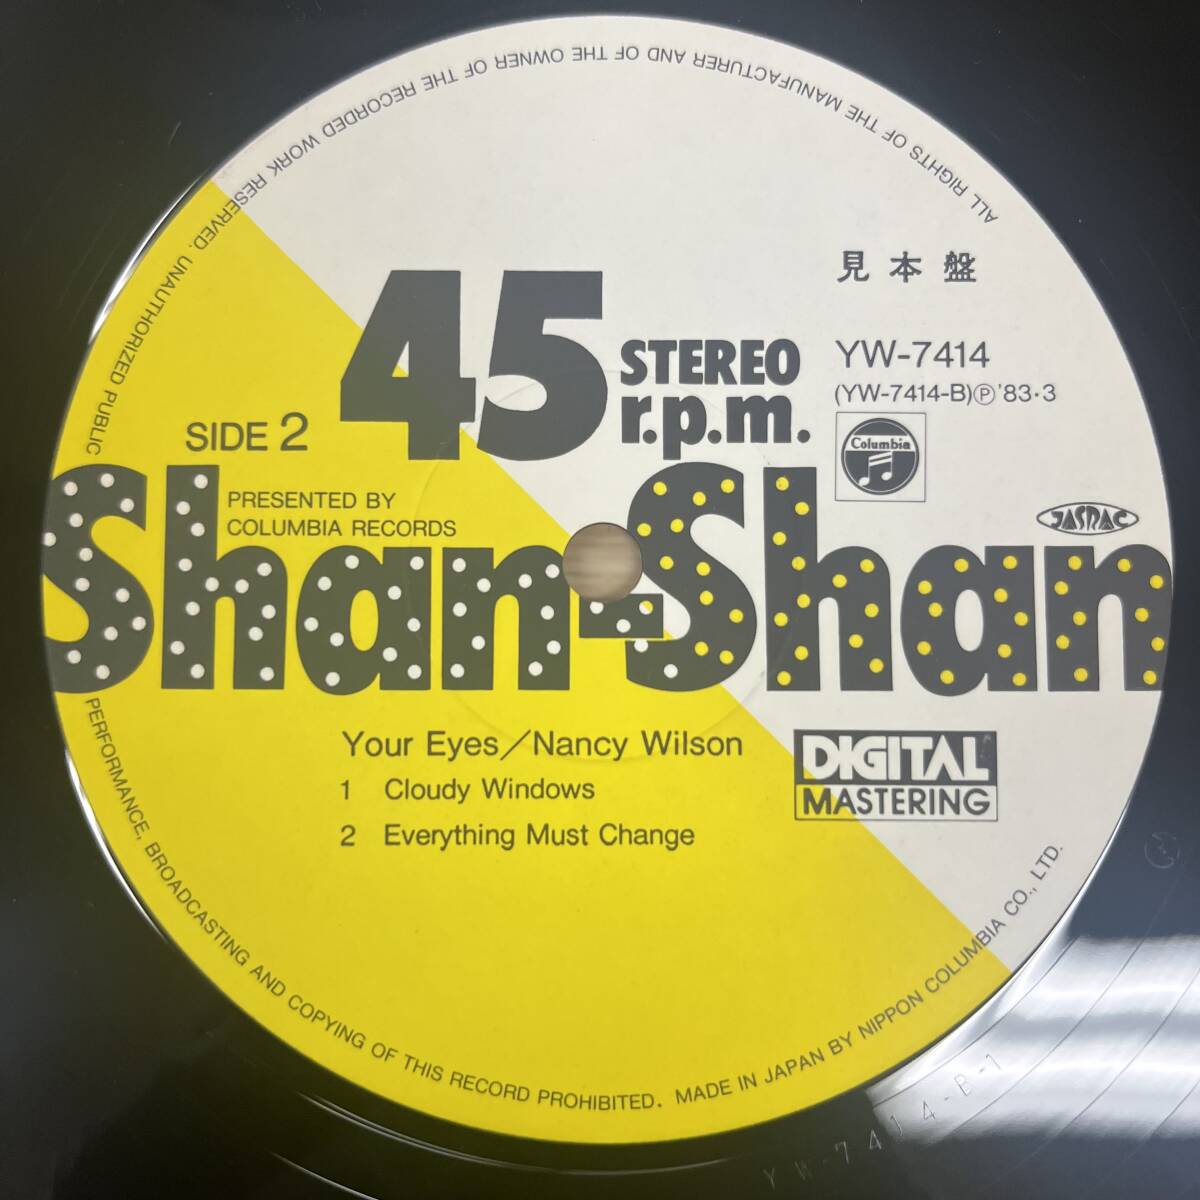 ALL RIGHTS OF THE MANUFACTURER AND OF THE OWNER OF THE RECORDED WORK RESERVED. UNAUTHORIZED PUBLIC
PERFORMANCE, BROADCASTING AND COPYING OF THIS RECORD PROHIBITED. MADE IN JAPAN BY NIPPON COLUMBIA CO., LTD.
見本盤
45 STEREO r.p.m.
YW-7414
(YW-7414-B)Ⓟ'83・3
SIDE 2
Columbia
PRESENTED BY
COLUMBIA RECORDS
JASRAC
Shan-Shan
Your Eyes／Nancy Wilson
1 Cloudy Windows
2 Everything Must Change
DIGITAL
MASTERING
YW-7414-B-1